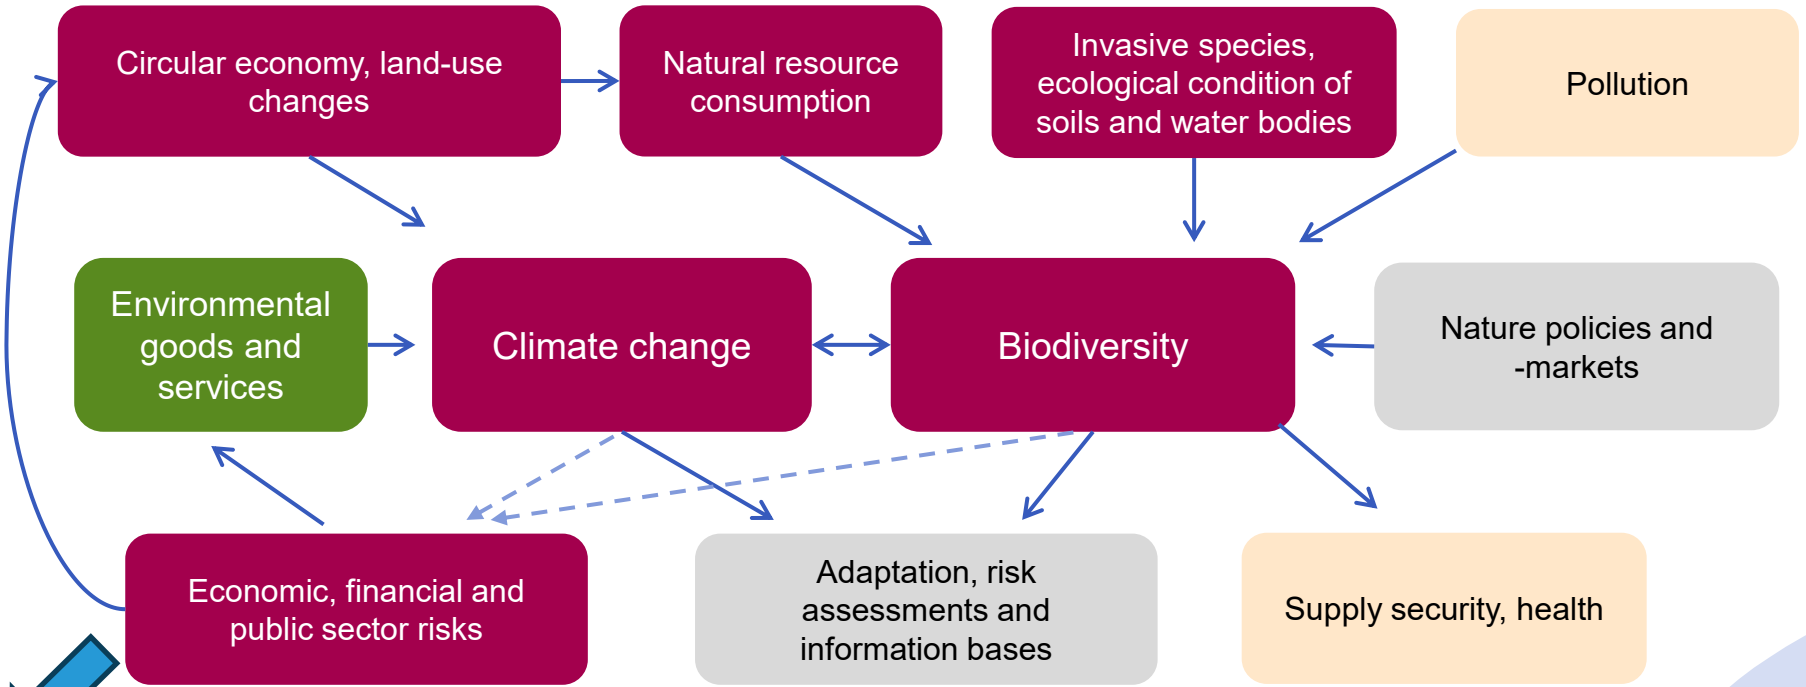 Circular economy, land-use
changes
Natural resource
consumption
Invasive species,
ecological condition of
soils and water bodies
Pollution
Environmental
goods and
services
Climate change
Biodiversity
Nature policies and
-markets
Economic, financial and
public sector risks
Adaptation, risk
assessments and
information bases
Supply security, health